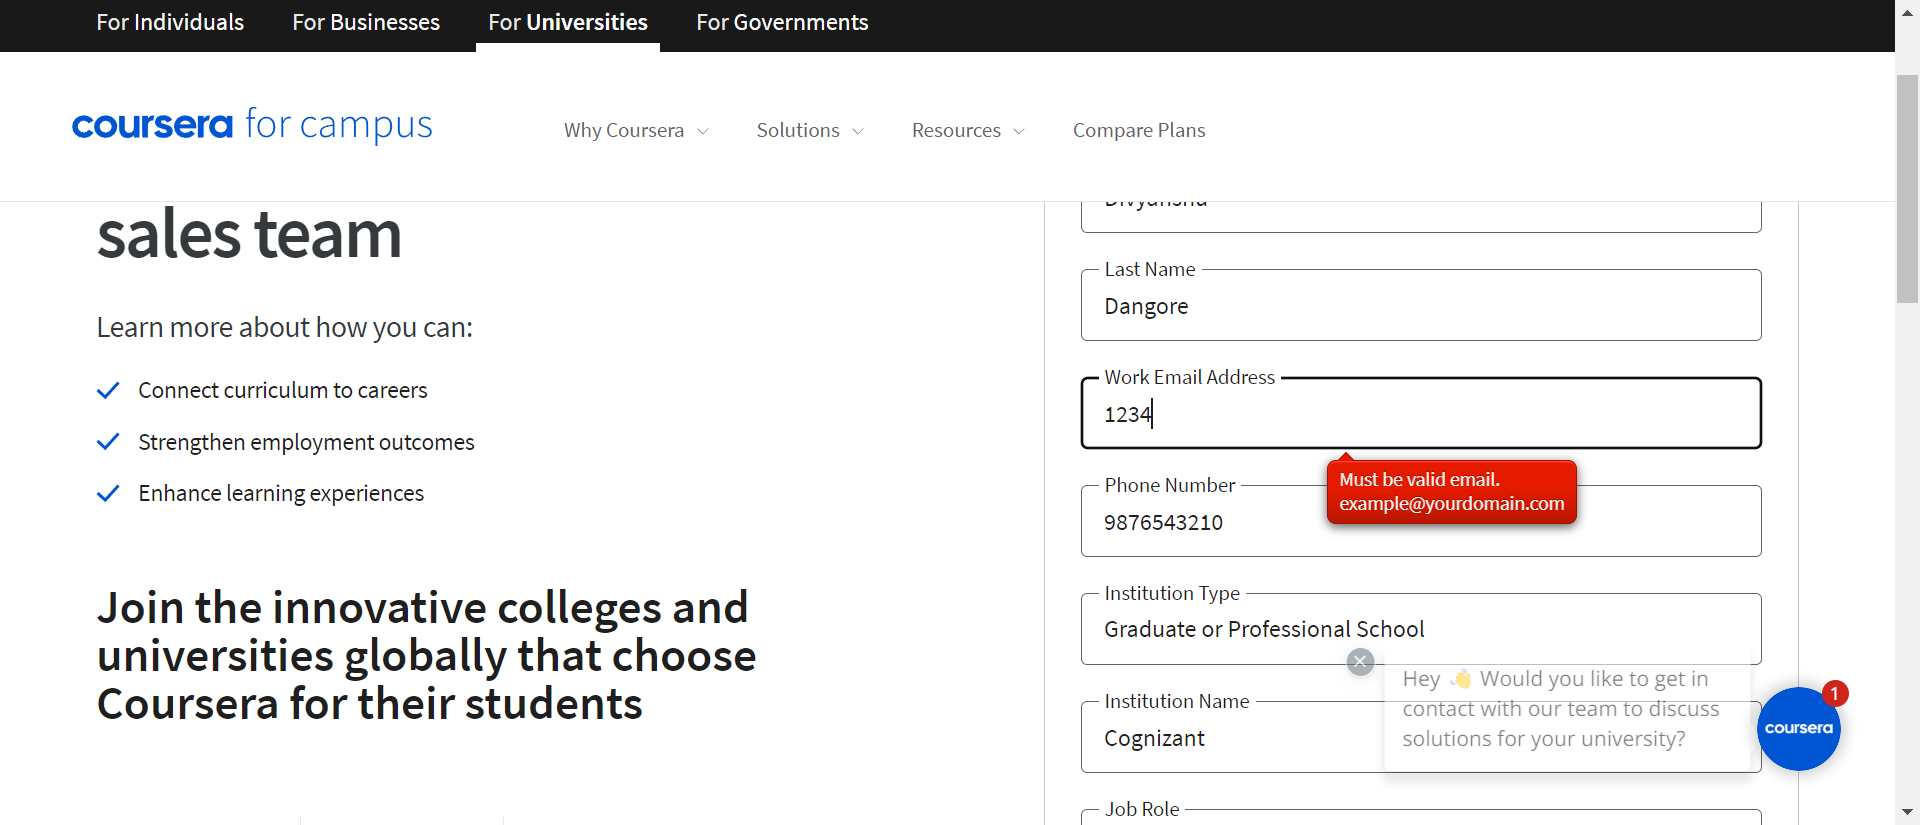 For Individuals
For Businesses
For Universities
For Governments
coursera for campus
Why Coursera
Solutions
Resources
Compare Plans
sales team
Learn more about how you can:
Connect curriculum to careers
Strengthen employment outcomes
Enhance learning experiences
Join the innovative colleges and
universities globally that choose
Coursera for their students
Last Name
Dangore
Work Email Address
1234
Must be valid email.
example@yourdomain.com
Phone Number
9876543210
Institution Type
Graduate or Professional School
Institution Name
Cognizant
Job Role
Hey 👋 Would you like to get in
contact with our team to discuss
solutions for your university?
coursera
1